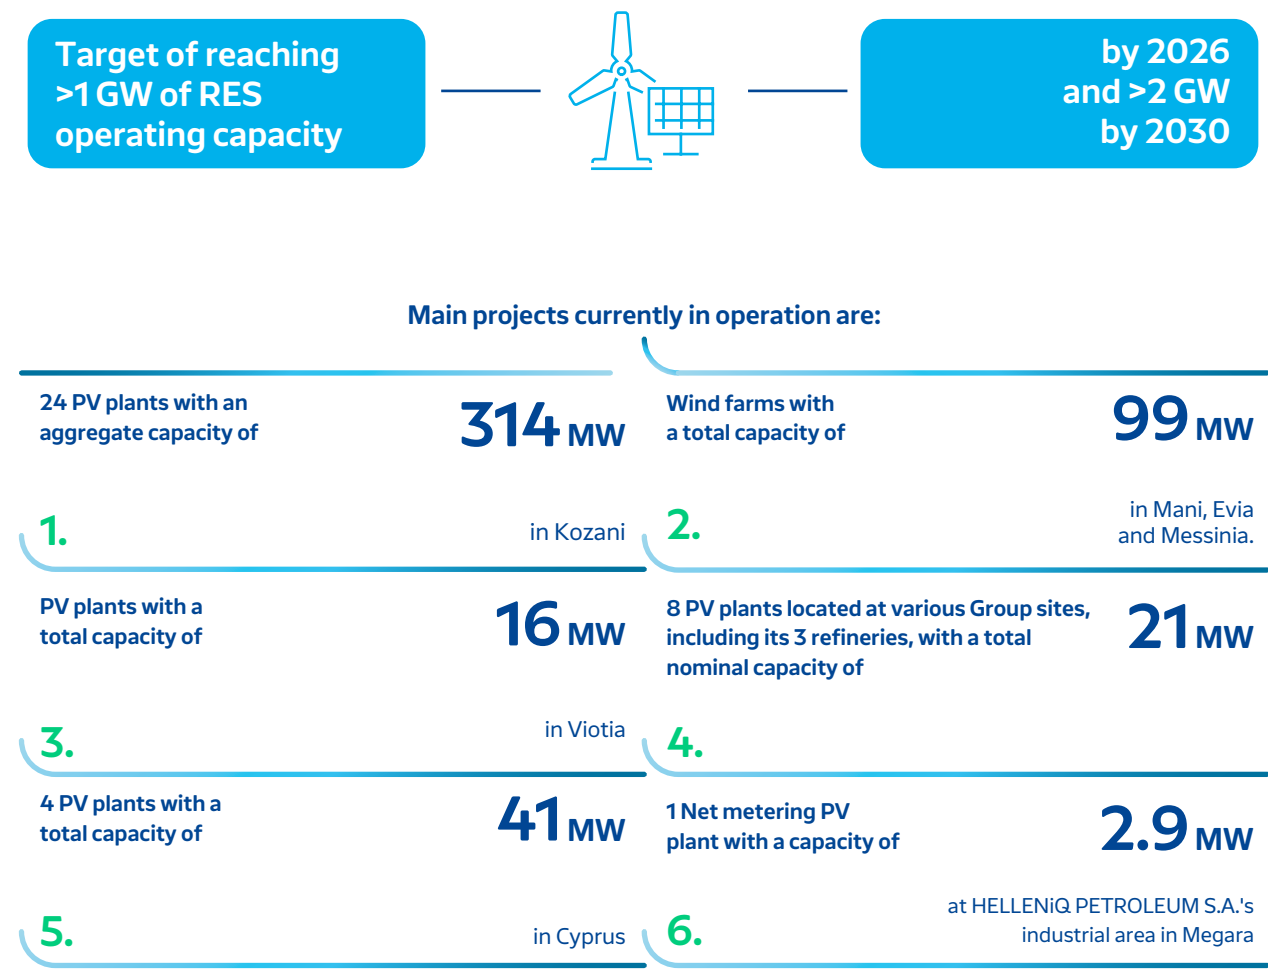 Target of reaching
>1 GW of RES
operating capacity
by 2026
and >2 GW
by 2030
Main projects currently in operation are:
24 PV plants with an
aggregate capacity of
314 MW
1.
in Kozani
Wind farms with
a total capacity of
99 MW
2.
in Mani, Evia
and Messinia.
PV plants with a
total capacity of
16 MW
3.
in Viotia
8 PV plants located at various Group sites,
including its 3 refineries, with a total
nominal capacity of
21 MW
4.
4 PV plants with a
total capacity of
41 MW
5.
in Cyprus
1 Net metering PV
plant with a capacity of
2.9 MW
6.
at HELLENiQ PETROLEUM S.A.'s
industrial area in Megara